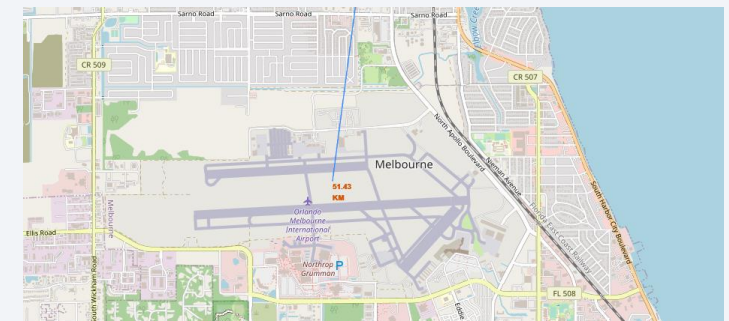 Sarno Road
Sarno Road
Sarno Road
CR 509
CR 507
North Apollo Boulevard
Melbourne
Nieman Avenue
51.43
KM
South Harbor City Boulevard
Melbourne
Orlando
Melbourne
International
Airport
Florida East Coast Railway
Ellis Road
Northrop
Grumman
P
South Wickham Road
FL 508